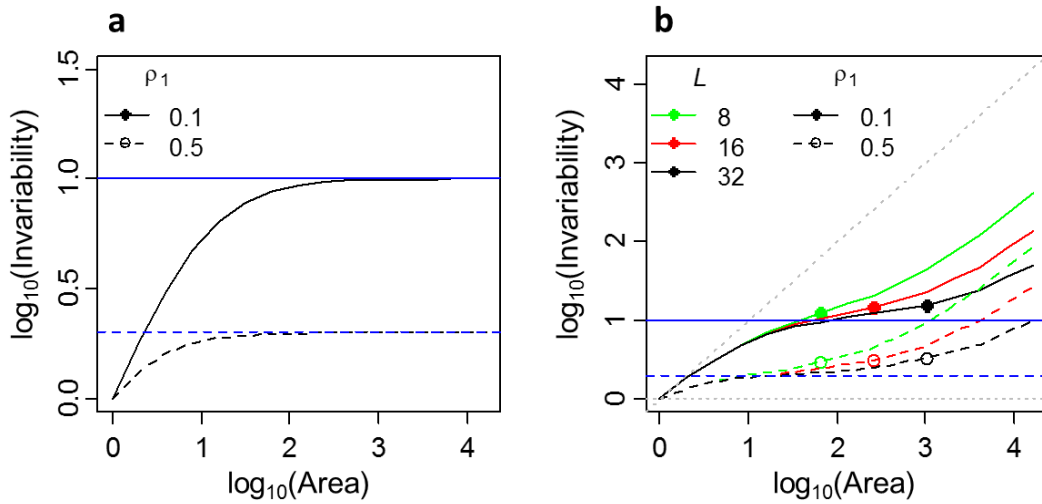 a
log10(Invariability)
1.5
1.0
0.5
0.0
ρ1
0.1
0.5
0 1 2 3 4
log10(Area)
b
log10(Invariability)
4
3
2
1
0
L ρ1
8 0.1
16 0.5
32
0 1 2 3 4
log10(Area)